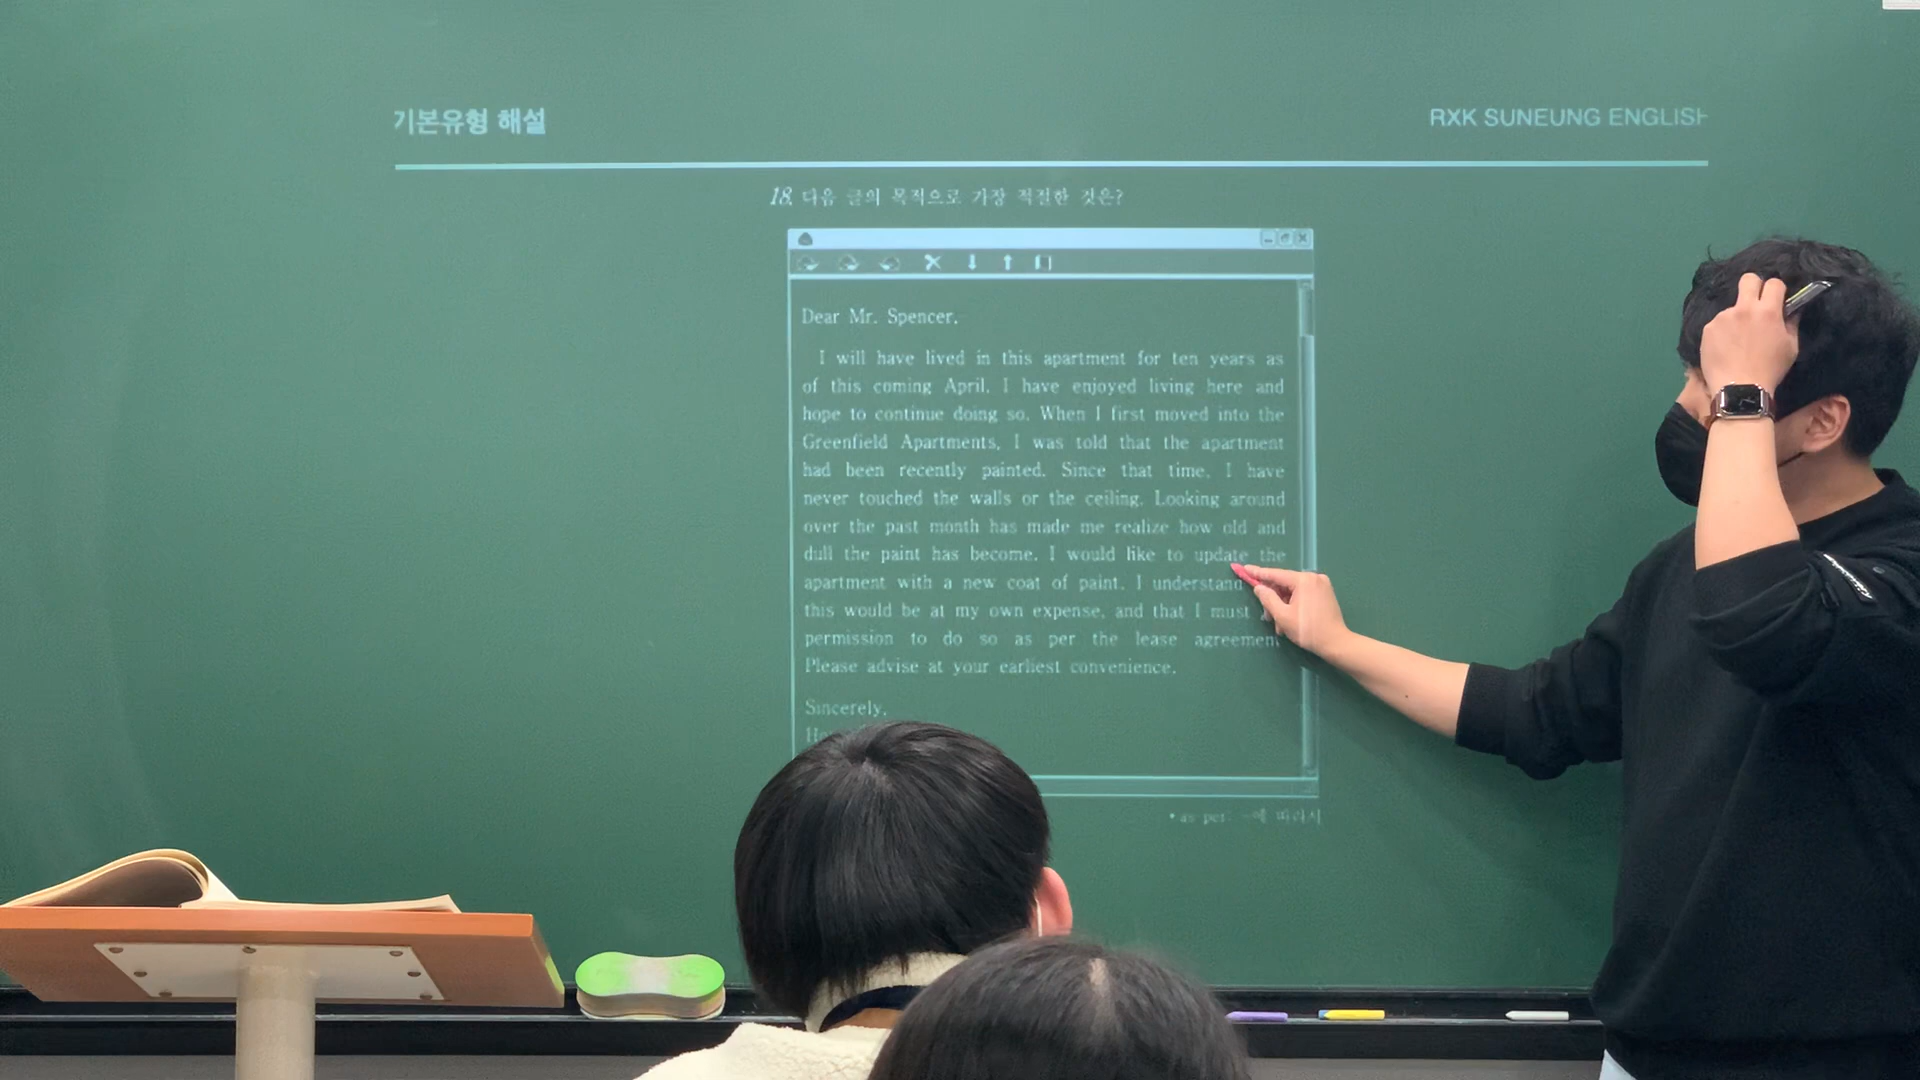 기본유형 해설
RXK SUNEUNG ENGLISH
18. 다음 글의 목적으로 가장 적절한 것은?
Dear Mr. Spencer,
I will have lived in this apartment for ten years as
of this coming April. I have enjoyed living here and
hope to continue doing so. When I first moved into the
Greenfield Apartments, I was told that the apartment
had been recently painted. Since that time, I have
never touched the walls or the ceiling. Looking around
over the past month has made me realize how old and
dull the paint has become. I would like to update the
apartment with a new coat of paint. I understand
this would be at my own expense, and that I must
permission to do so as per the lease agreement
Please advise at your earliest convenience.
Sincerely,
* as per: ~에 따라서